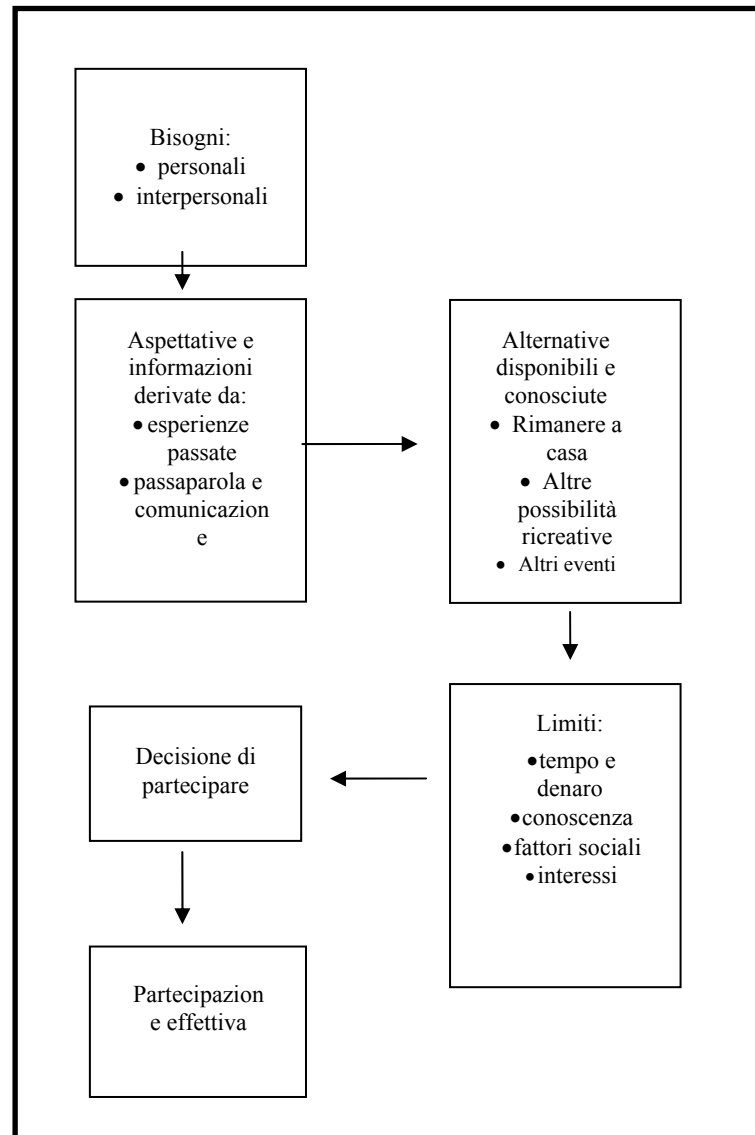 Bisogni:
• personali
• interpersonali
Aspettative e
informazioni
derivate da:
• esperienze
passate
• passaparola e
comunicazion
e
Alternative
disponibili e
conosciute
• Rimanere a
casa
• Altre
possibilità
ricreative
• Altri eventi
Limiti:
• tempo e
denaro
• conoscenza
• fattori sociali
• interessi
Decisione di
partecipare
Partecipazion
e effettiva